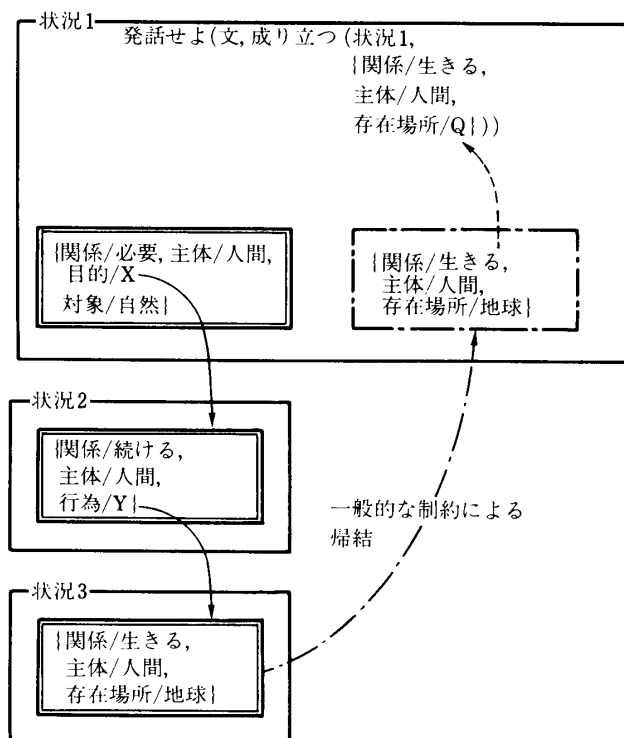 状況1
発話せよ(文, 成り立つ(状況1,
{関係/生きる,
主体/人間,
存在場所/Q}))
{関係/必要, 主体/人間,
目的/X
対象/自然}
{関係/生きる,
主体/人間,
存在場所/地球}
状況2
{関係/続ける,
主体/人間,
行為/Y}
一般的な制約による
帰結
状況3
{関係/生きる,
主体/人間,
存在場所/地球}